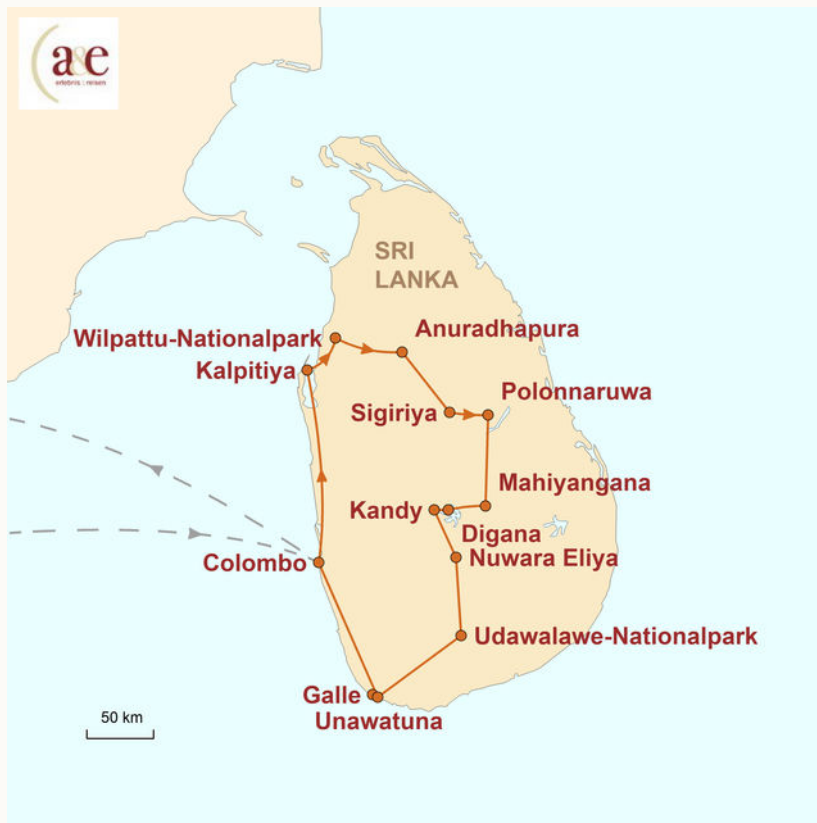 a&e
erlebnis:reisen
SRI
LANKA
Wilpattu-Nationalpark
Anuradhapura
Kalpitiya
Sigiriya
Polonnaruwa
Mahiyangana
Kandy
Digana
Nuwara Eliya
Colombo
Udawalawe-Nationalpark
Galle
Unawatuna
50 km